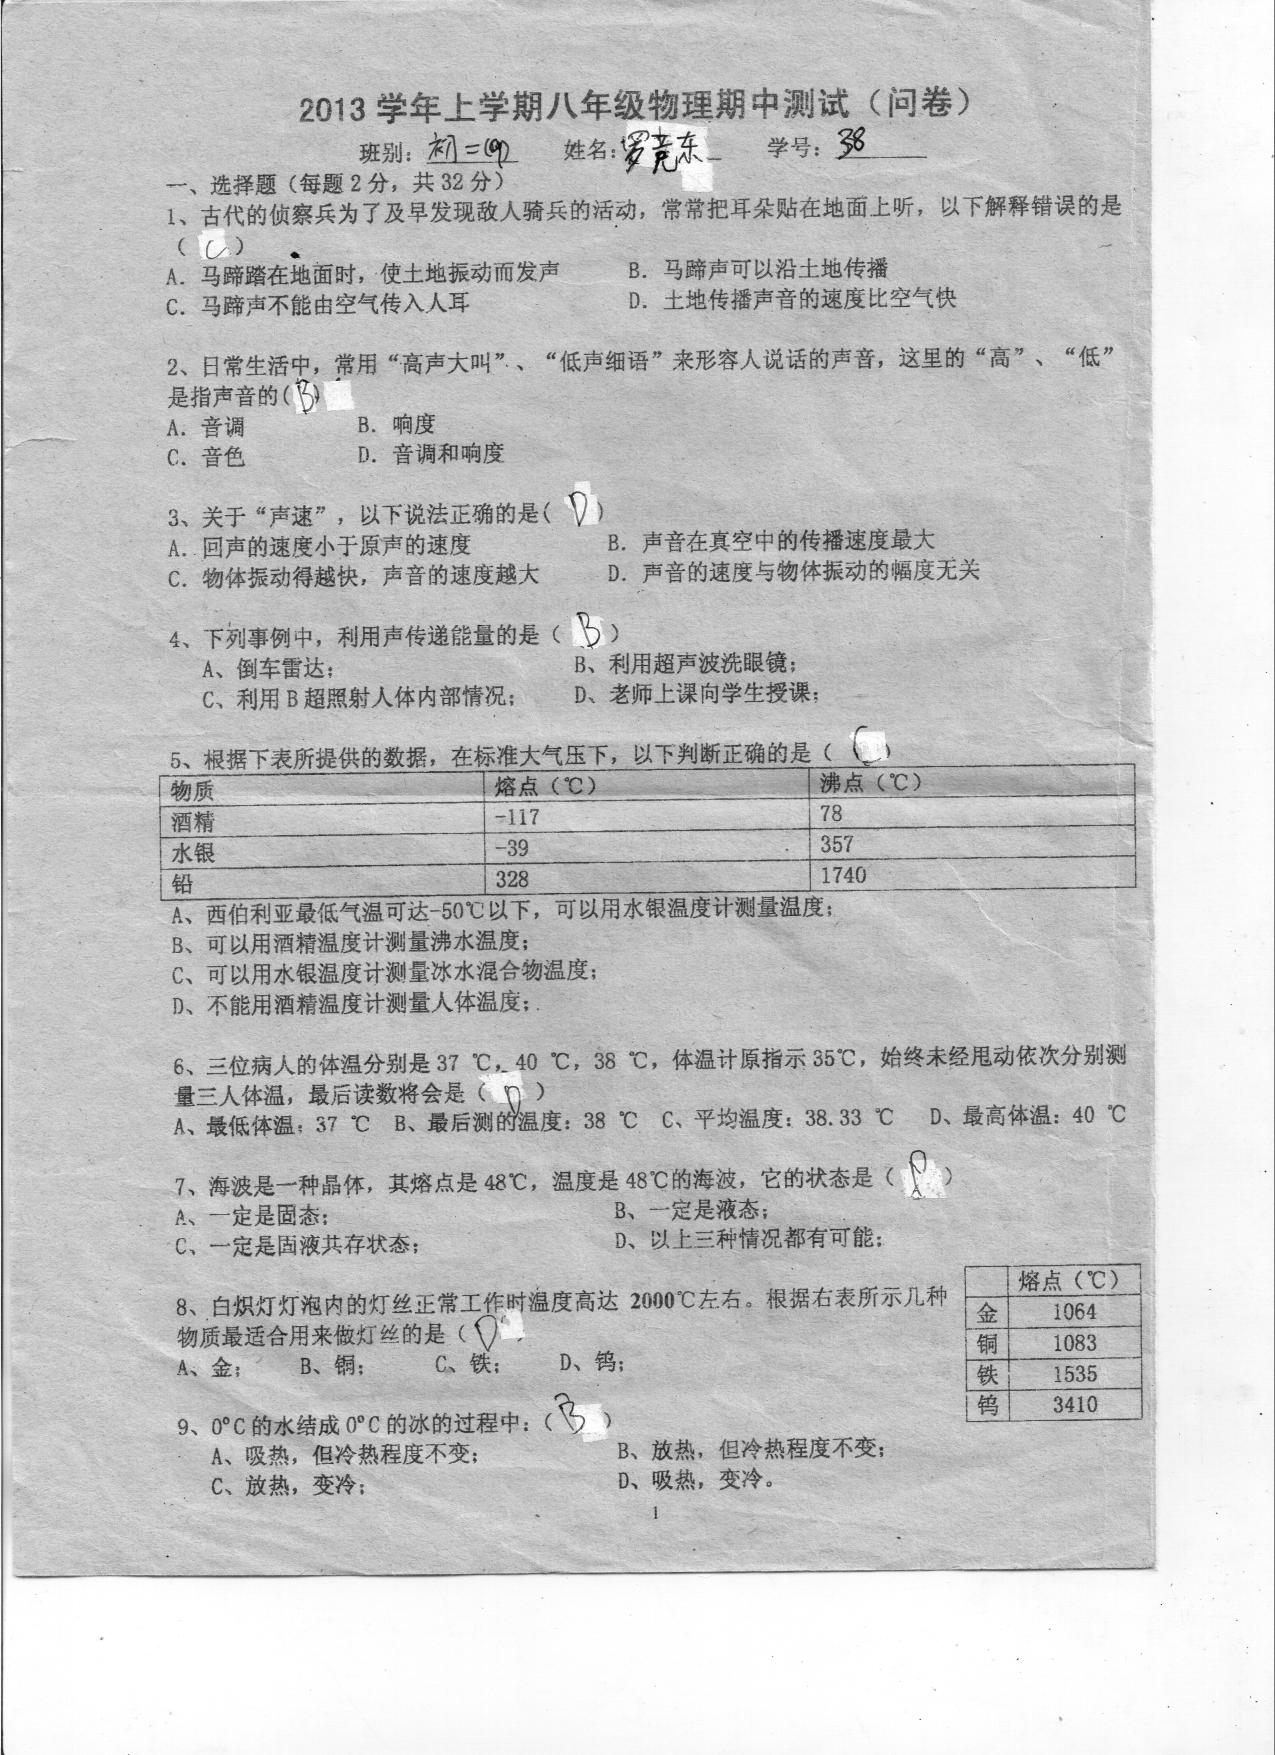 2013学年上学期八年级物理期中测试（问卷）
班别：初二 姓名：罗竞东 学号：38
一、选择题（每题2分，共32分）
1、古代的侦察兵为了及早发现敌人骑兵的活动，常常把耳朵贴在地面上听，以下解释错误的是
（ C ）
A．马蹄踏在地面时，使土地振动而发声 B．马蹄声可以沿土地传播
C．马蹄声不能由空气传入人耳 D．土地传播声音的速度比空气快
2、日常生活中，常用“高声大叫”、“低声细语”来形容人说话的声音，这里的“高”、“低”
是指声音的( B )
A．音调 B．响度
C．音色 D．音调和响度
3、关于“声速”，以下说法正确的是( D )
A．回声的速度小于原声的速度 B．声音在真空中的传播速度最大
C．物体振动得越快，声音的速度越大 D．声音的速度与物体振动的幅度无关
4、下列事例中，利用声传递能量的是（ B ）
A、倒车雷达； B、利用超声波洗眼镜；
C、利用B超照射人体内部情况； D、老师上课向学生授课；
5、根据下表所提供的数据，在标准大气压下，以下判断正确的是（ C ）
物质 熔点（℃） 沸点（℃）
酒精 -117 78
水银 -39 357
铅 328 1740
A、西伯利亚最低气温可达-50℃以下，可以用水银温度计测量温度；
B、可以用酒精温度计测量沸水温度；
C、可以用水银温度计测量冰水混合物温度；
D、不能用酒精温度计测量人体温度；
6、三位病人的体温分别是37 ℃，40 ℃，38 ℃，体温计原指示35℃，始终未经甩动依次分别测
量三人体温，最后读数将会是（ D ）
A、最低体温：37 ℃ B、最后测的温度：38 ℃ C、平均温度：38.33 ℃ D、最高体温：40 ℃
7、海波是一种晶体，其熔点是48℃，温度是48℃的海波，它的状态是（ ）
A、一定是固态； B、一定是液态；
C、一定是固液共存状态； D、以上三种情况都有可能；
8、白炽灯灯泡内的灯丝正常工作时温度高达 2000℃左右。根据右表所示几种
物质最适合用来做灯丝的是（ D
A、金； B、铜； C、铁； D、钨；
熔点（℃）
金 1064
铜 1083
铁 1535
钨 3410
9、0°C的水结成0°C的冰的过程中：（ B ）
A、吸热，但冷热程度不变； B、放热，但冷热程度不变；
C、放热，变冷； D、吸热，变冷。
1